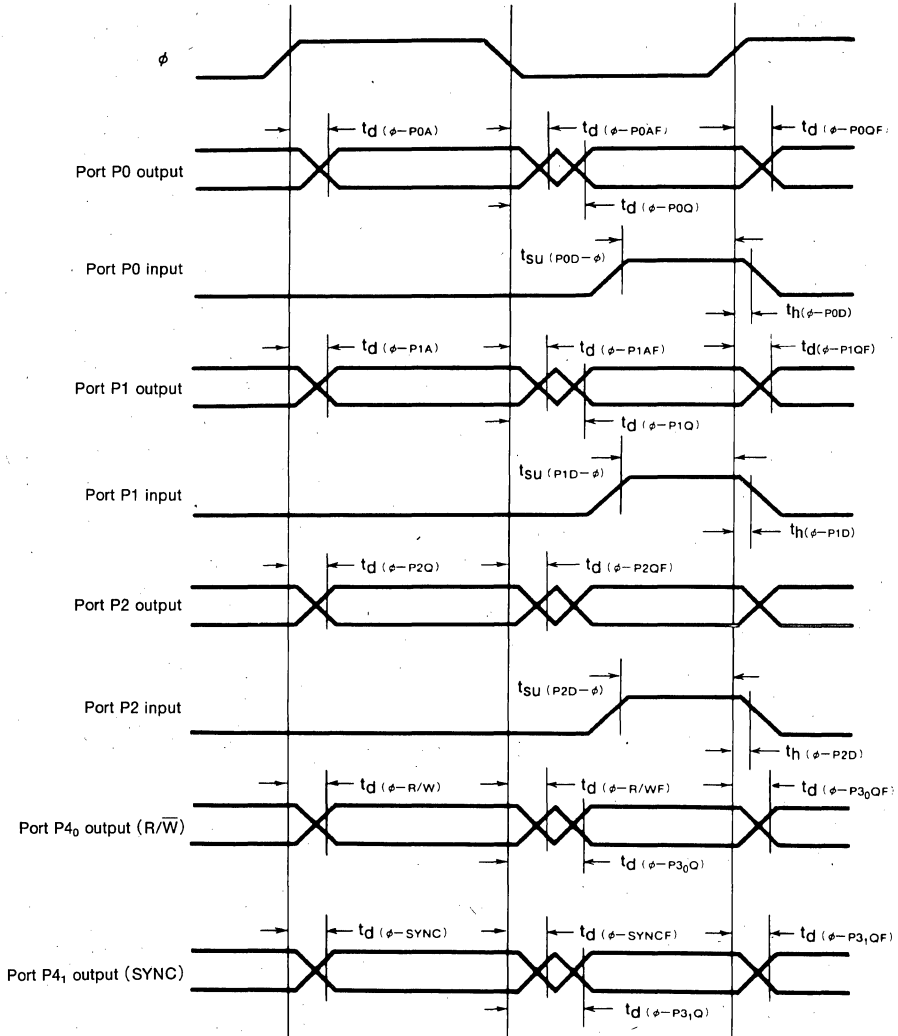 φ
td (φ−P0A) td (φ−P0AF) td (φ−P0QF)
Port P0 output
td (φ−P0Q)
tsu (P0D−φ)
Port P0 input
th(φ−P0D)
td (φ−P1A) td (φ−P1AF) td(φ−P1QF)
Port P1 output
td (φ−P1Q)
tsu (P1D−φ)
Port P1 input
th(φ−P1D)
td (φ−P2Q) td (φ−P2QF)
Port P2 output
tsu (P2D−φ)
Port P2 input
th (φ−P2D)
td (φ−R/W) td (φ−R/WF) td (φ−P3₀QF)
Port P4₀ output (R/W̅)
td (φ−P3₀Q)
td (φ−SYNC) td (φ−SYNCF) td (φ−P3₁QF)
Port P4₁ output (SYNC)
td (φ−P3₁Q)